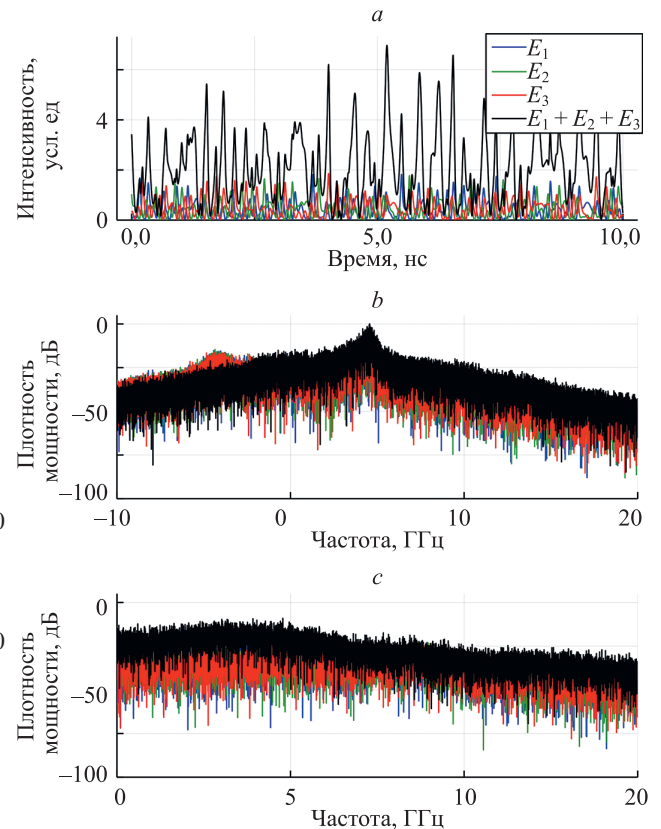 a
Интенсивность,
усл. ед
4
0
E1
E2
E3
E1 + E2 + E3
0,0
5,0
10,0
Время, нс
b
Плотность
мощности, дБ
0
–50
–100
–10
0
10
20
Частота, ГГц
c
Плотность
мощности, дБ
0
–50
–100
0
5
10
20
Частота, ГГц